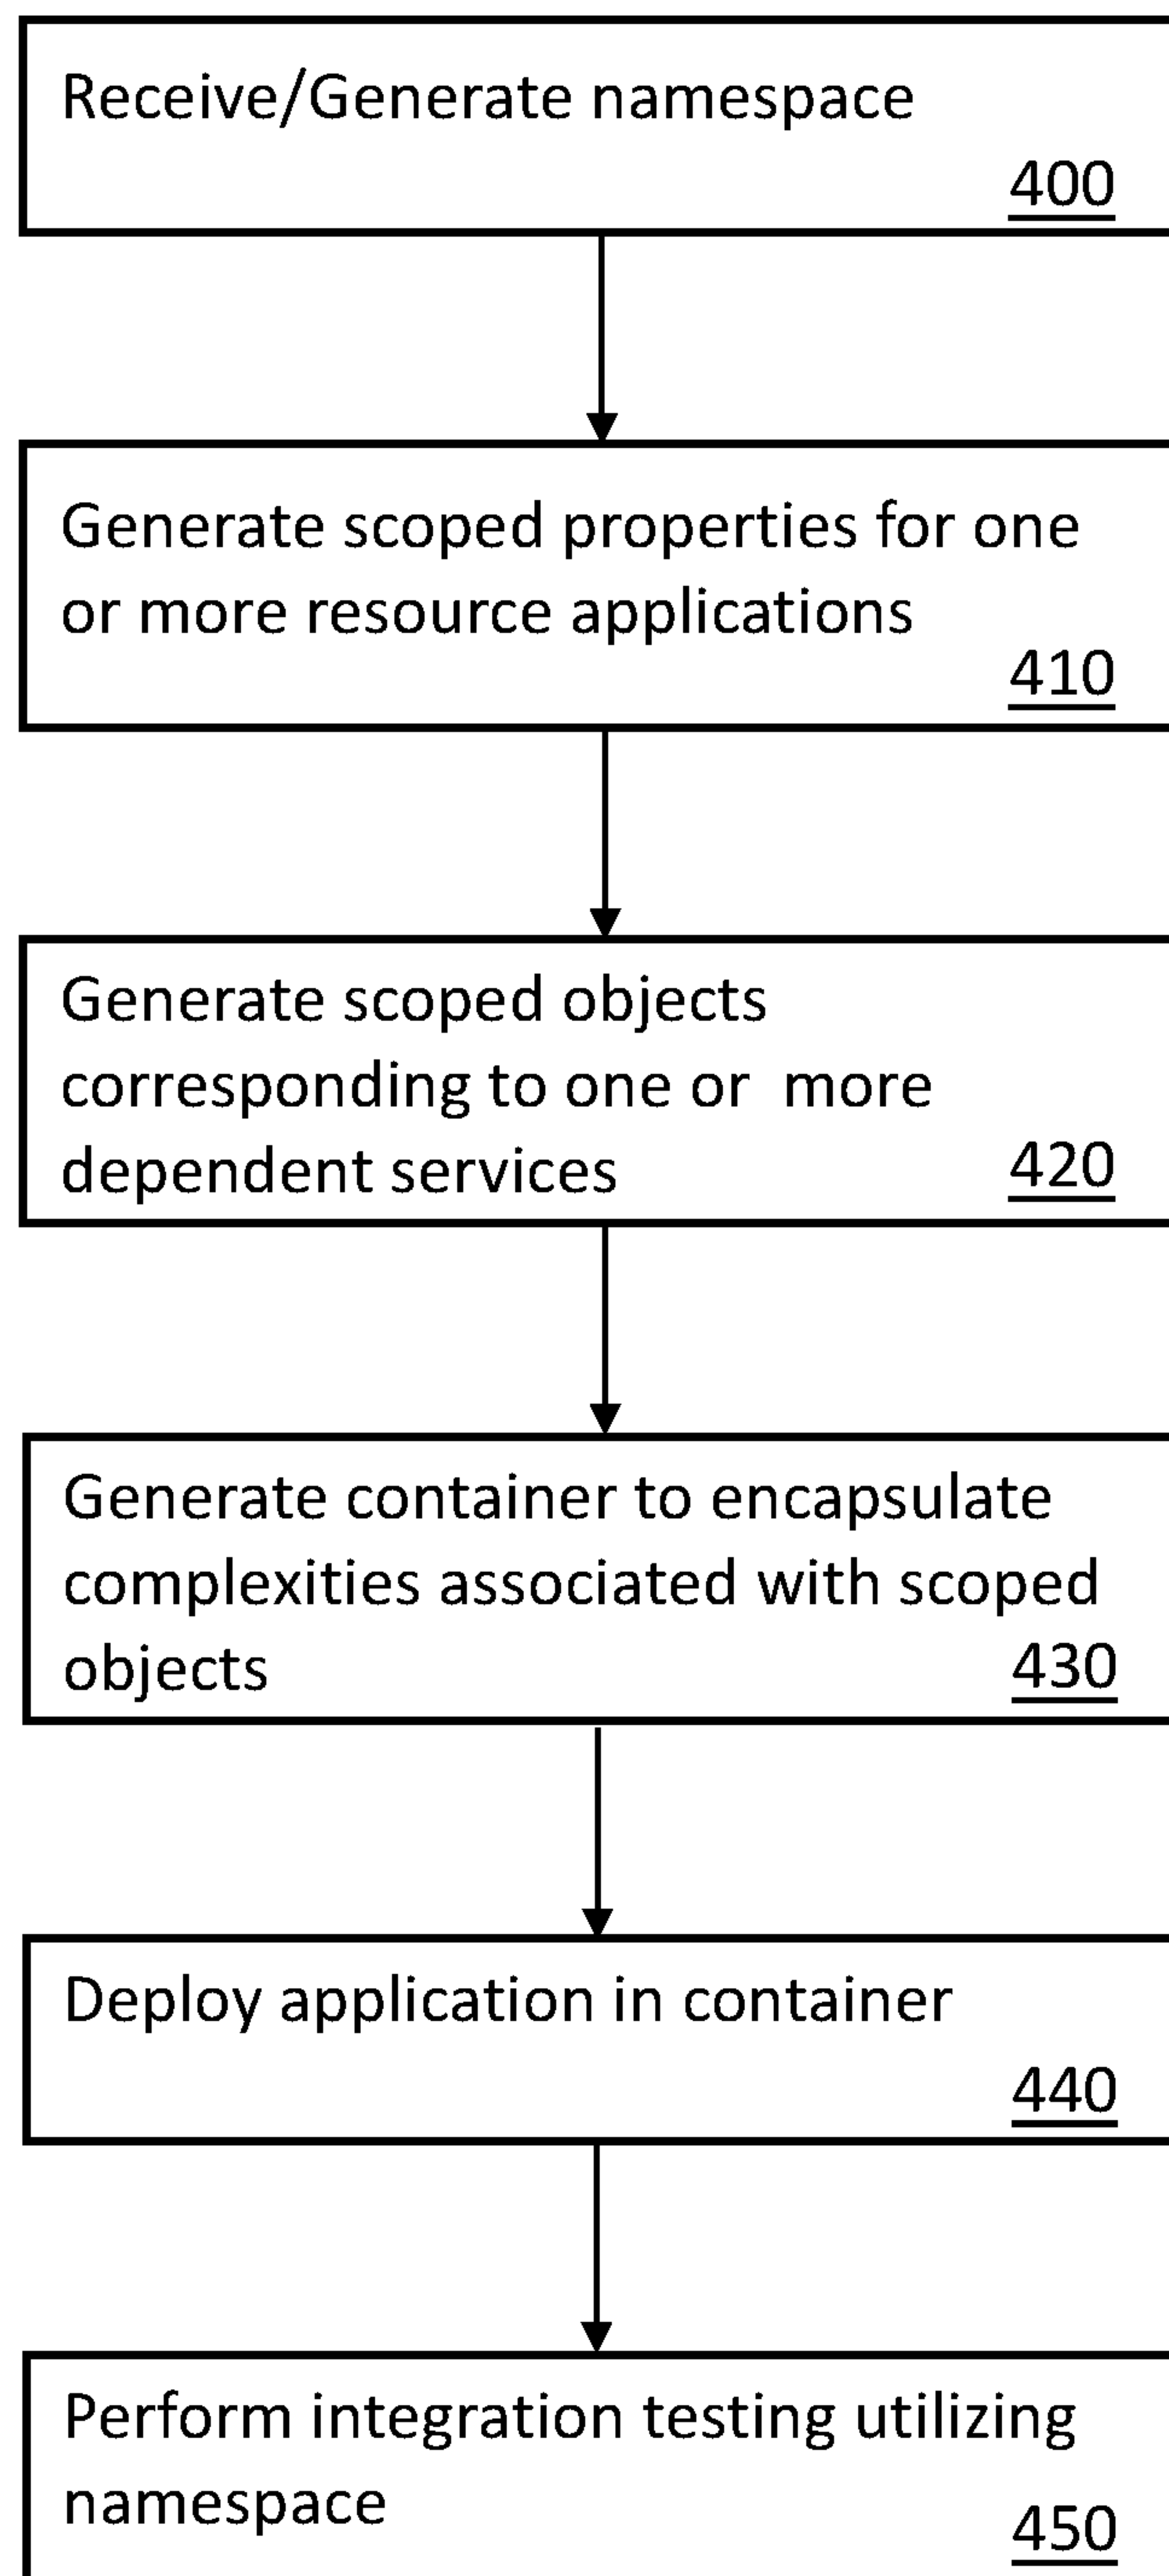 Receive/Generate namespace
400
Generate scoped properties for one
or more resource applications
410
Generate scoped objects
corresponding to one or more
dependent services
420
Generate container to encapsulate
complexities associated with scoped
objects
430
Deploy application in container
440
Perform integration testing utilizing
namespace
450